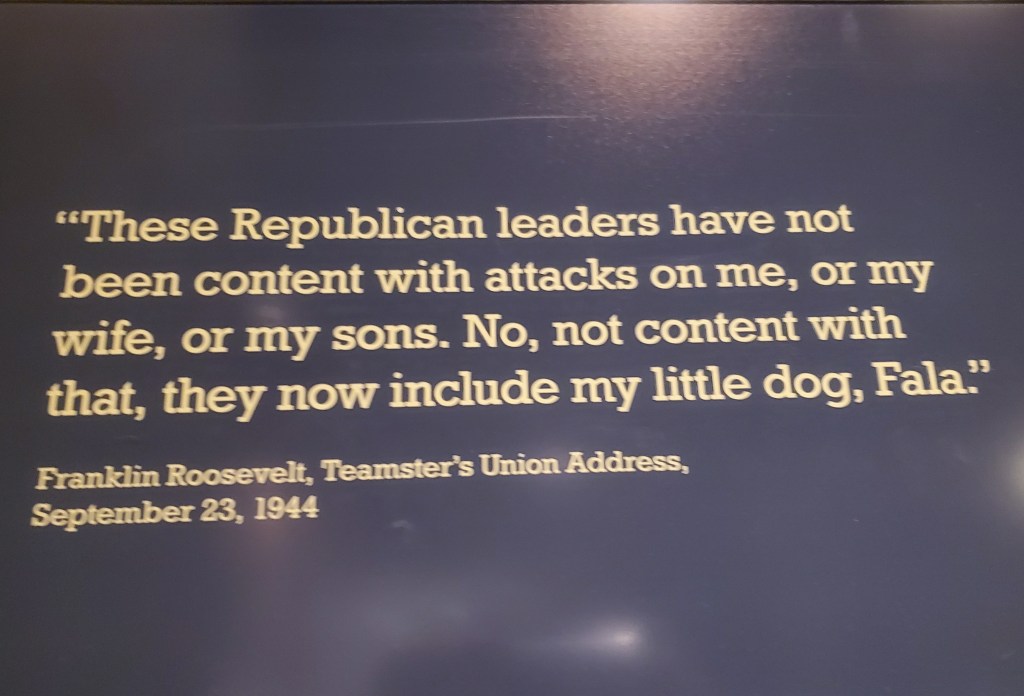 “These Republican leaders have not
been content with attacks on me, or my
wife, or my sons. No, not content with
that, they now include my little dog, Fala.”
Franklin Roosevelt, Teamster’s Union Address,
September 23, 1944